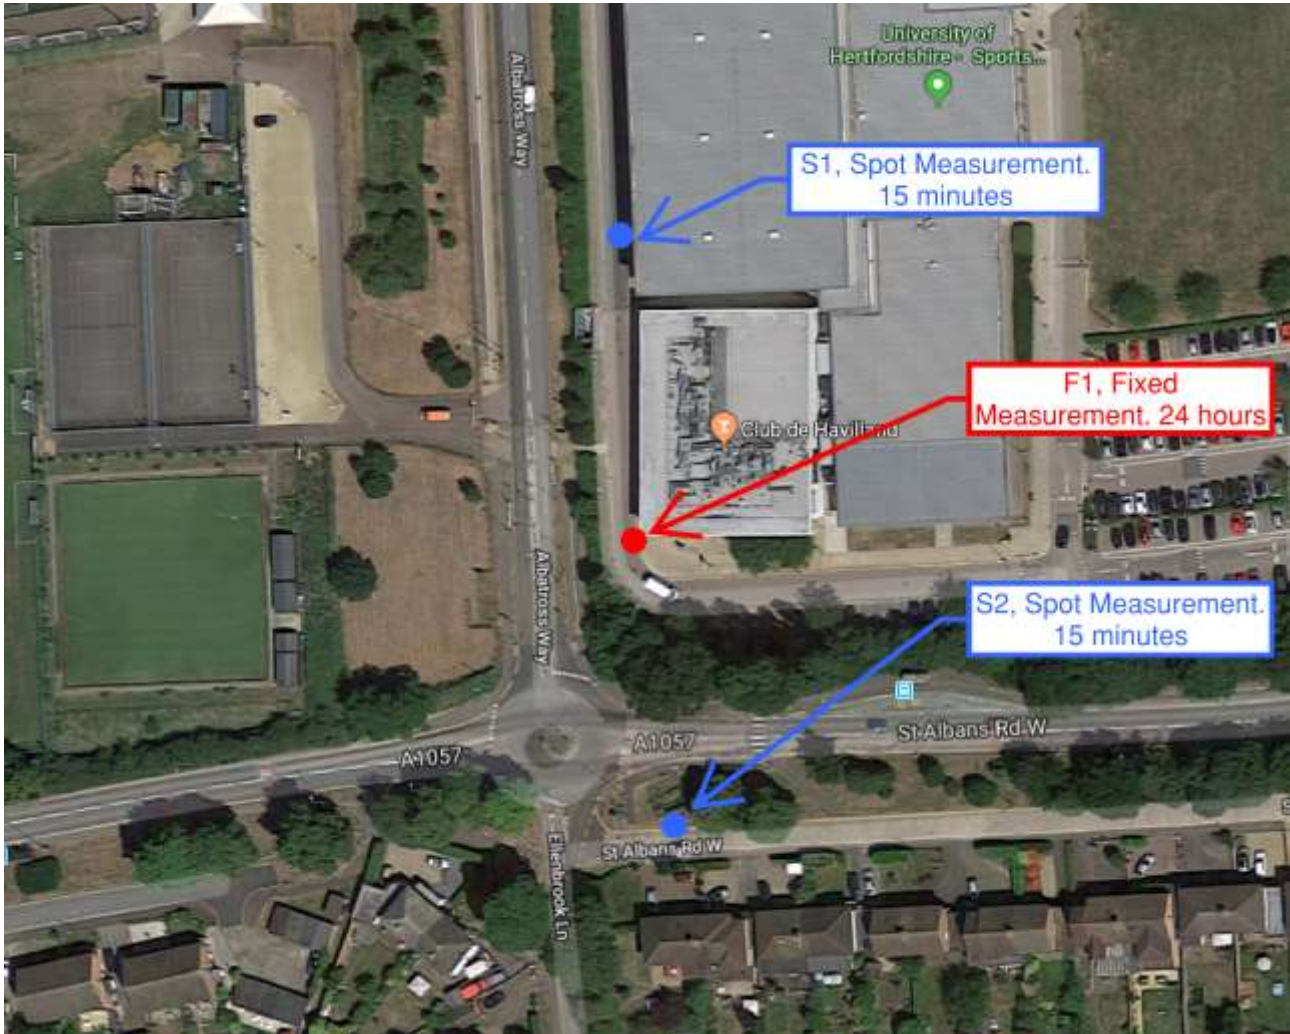 Albatross Way
University of
Hertfordshire - Sports...
S1, Spot Measurement.
15 minutes
F1, Fixed
Measurement. 24 hours
Club de Havilland
Albatross Way
S2, Spot Measurement.
15 minutes
St Albans Rd W
A1057
A1057
St Albans Rd W
Ellenbrook Ln